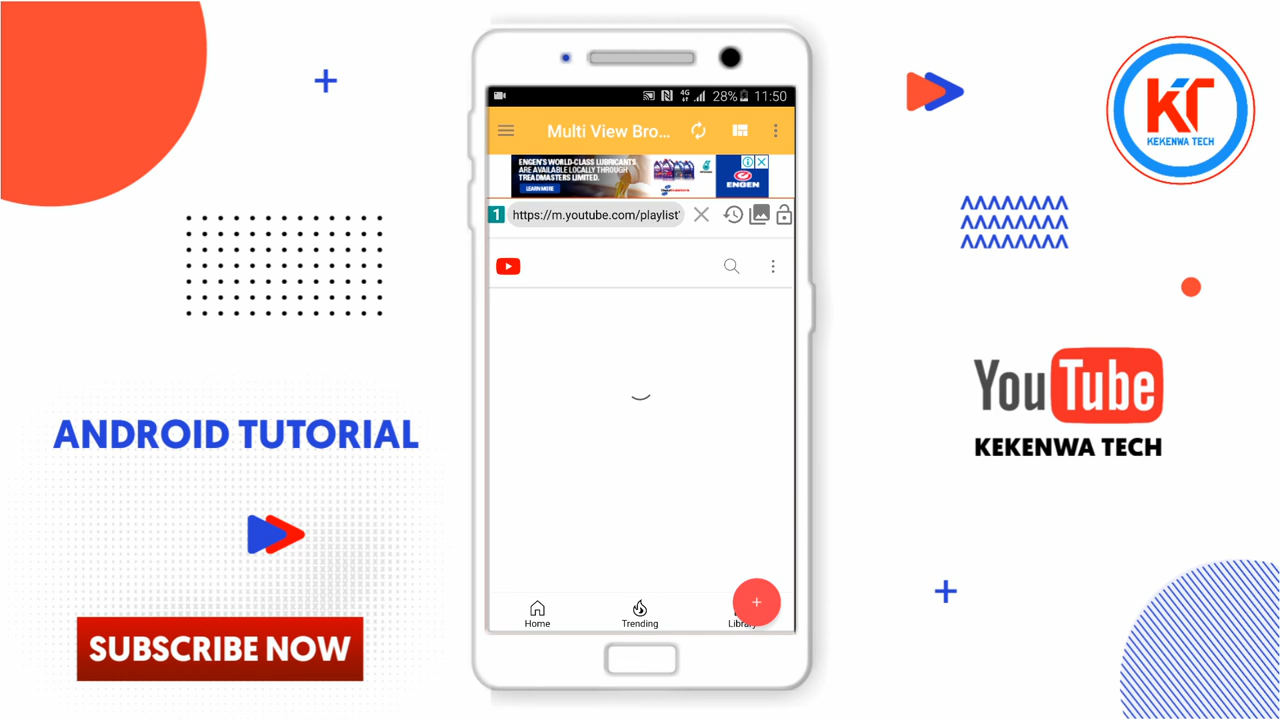 KT
KEKENWA TECH
4G
28%
11:50
Multi View Bro...
ENGEN'S WORLD-CLASS LUBRICANTS
ARE AVAILABLE LOCALLY THROUGH
TREADMASTERS LIMITED.
LEARN MORE
ENGEN
1
https://m.youtube.com/playlist
YouTube
KEKENWA TECH
ANDROID TUTORIAL
SUBSCRIBE NOW
Home
Trending
Library